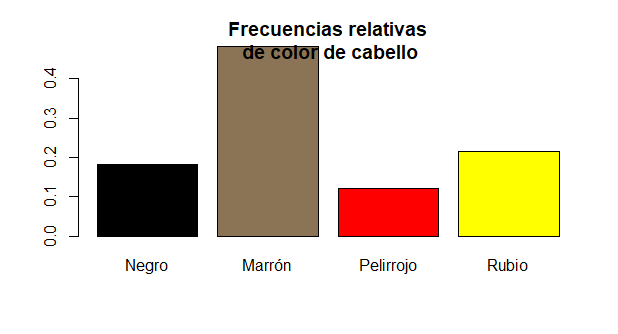 Frecuencias relativas
de color de cabello
0.4
0.3
0.2
0.1
0.0
Negro Marrón Pelirrojo Rubio